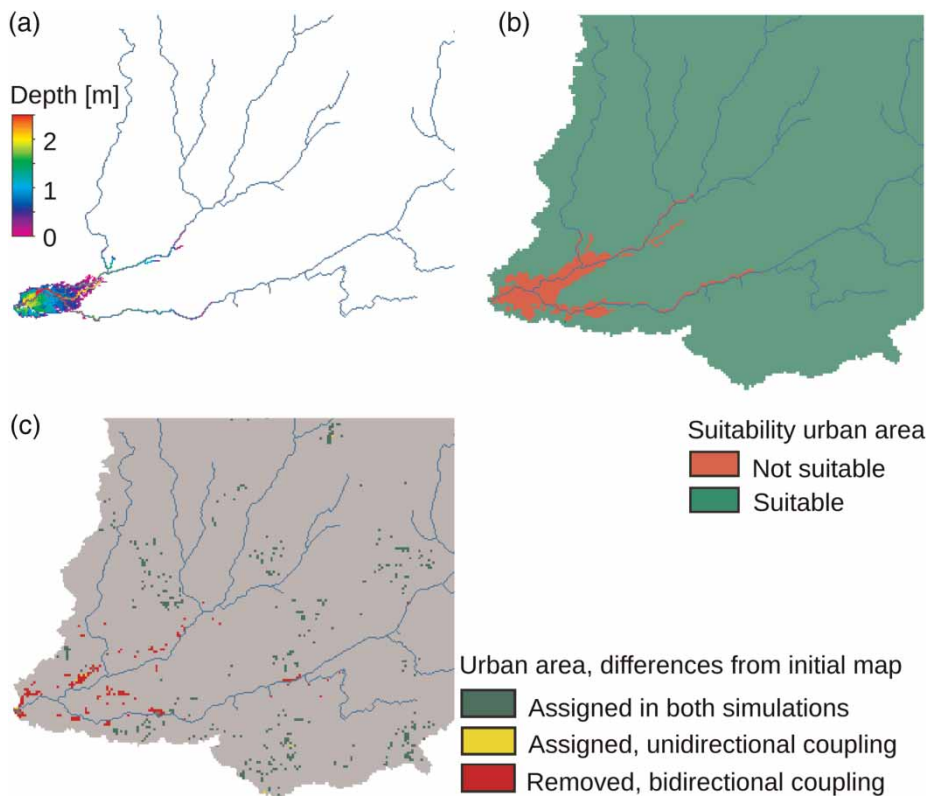 (a)
Depth [m]
2
1
0
(b)
Suitability urban area
Not suitable
Suitable
(c)
Urban area, differences from initial map
Assigned in both simulations
Assigned, unidirectional coupling
Removed, bidirectional coupling